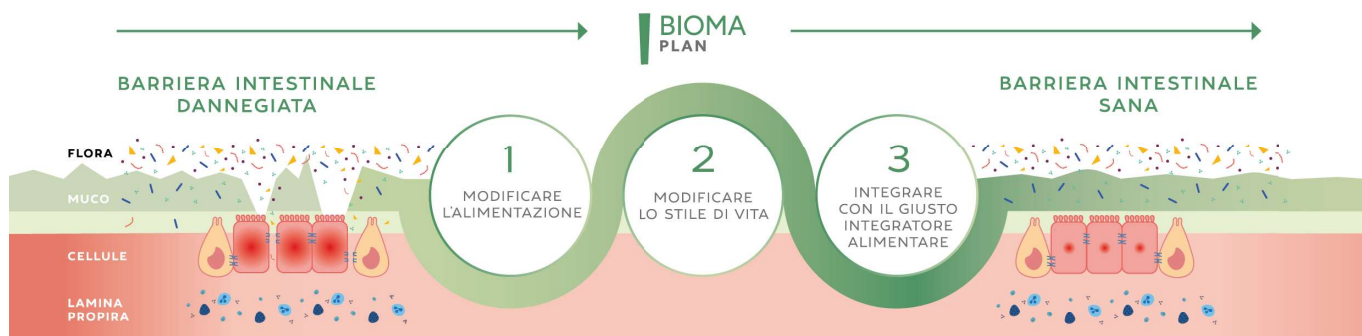 BIOMA
PLAN
BARRIERA INTESTINALE
DANNEGIATA
BARRIERA INTESTINALE
SANA
FLORA
MUCO
CELLULE
LAMINA
PROPIRA
1
MODIFICARE
L'ALIMENTAZIONE
2
MODIFICARE
LO STILE DI VITA
3
INTEGRARE
CON IL GIUSTO
INTEGRATORE
ALIMENTARE